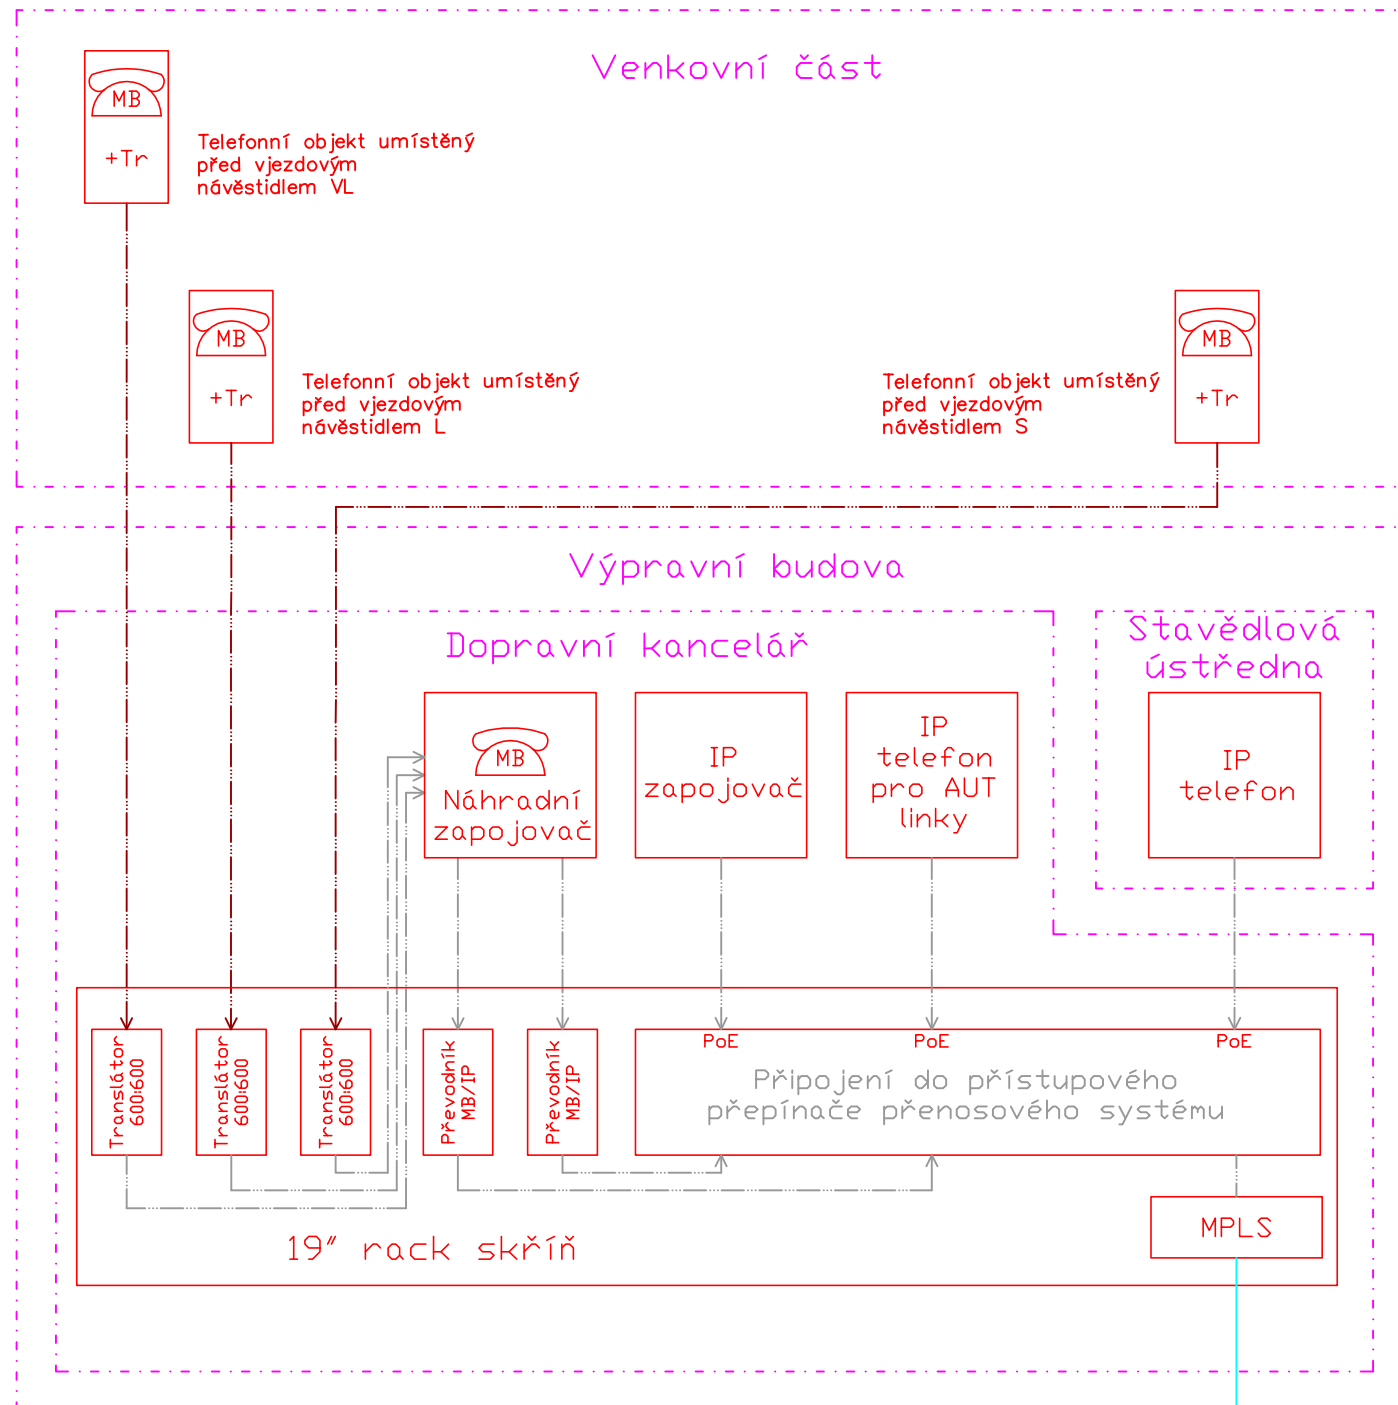 Venkovní část
MB
+Tr
Telefonní objekt umístěný
před vjezdovým
návěstidlem VL
MB
+Tr
Telefonní objekt umístěný
před vjezdovým
návěstidlem L
Telefonní objekt umístěný
před vjezdovým
návěstidlem S
MB
+Tr
Výpravní budova
Dopravní kancelář
Stavědlová
ústředna
MB
Náhradní
zapojovač
IP
zapojovač
IP
telefon
pro AUT
linky
IP
telefon
Translátor
600:600
Translátor
600:600
Translátor
600:600
Převodník
MB/IP
Převodník
MB/IP
PoE
PoE
PoE
Připojení do přístupového
přepínače přenosového systému
MPLS
19" rack skříň